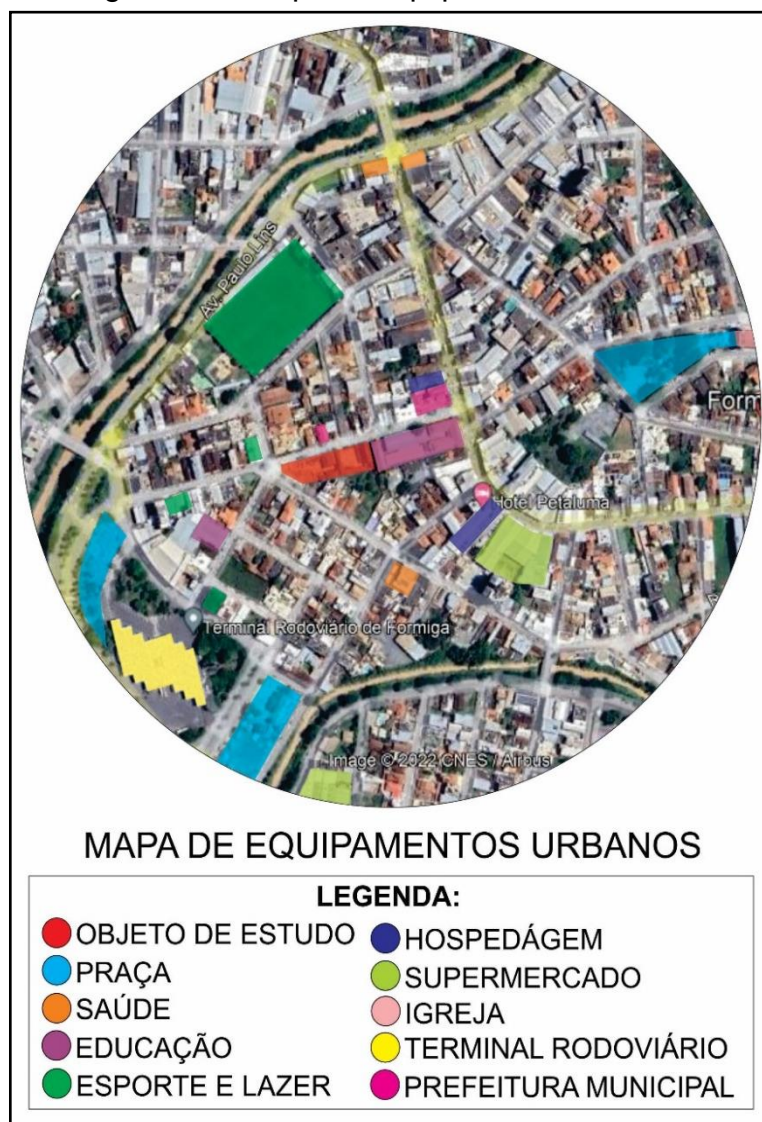 Av. Paulo Lins
Form
Hotel Petaluma
Terminal Rodoviário de Formiga
Image © 2022 CNES / Airbus
MAPA DE EQUIPAMENTOS URBANOS
LEGENDA:
OBJETO DE ESTUDO
PRAÇA
SAÚDE
EDUCAÇÃO
ESPORTE E LAZER
HOSPEDÁGEM
SUPERMERCADO
IGREJA
TERMINAL RODOVIÁRIO
PREFEITURA MUNICIPAL